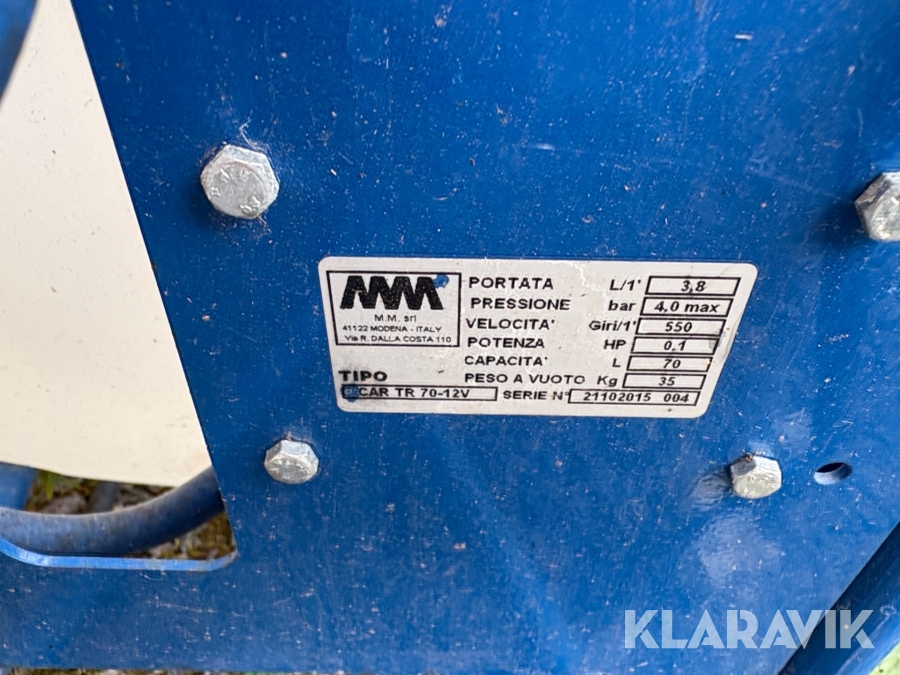 MM
M.M. srl
41122 MODENA - ITALY
Via R. DALLA COSTA 110
PORTATA L/1' 3,8
PRESSIONE bar 4,0 max
VELOCITA' Giri/1' 550
POTENZA HP 0,1
CAPACITA' L 70
TIPO PESO A VUOTO Kg 35
CAR TR 70-12V SERIE N° 21102015 004
KLARAVIK